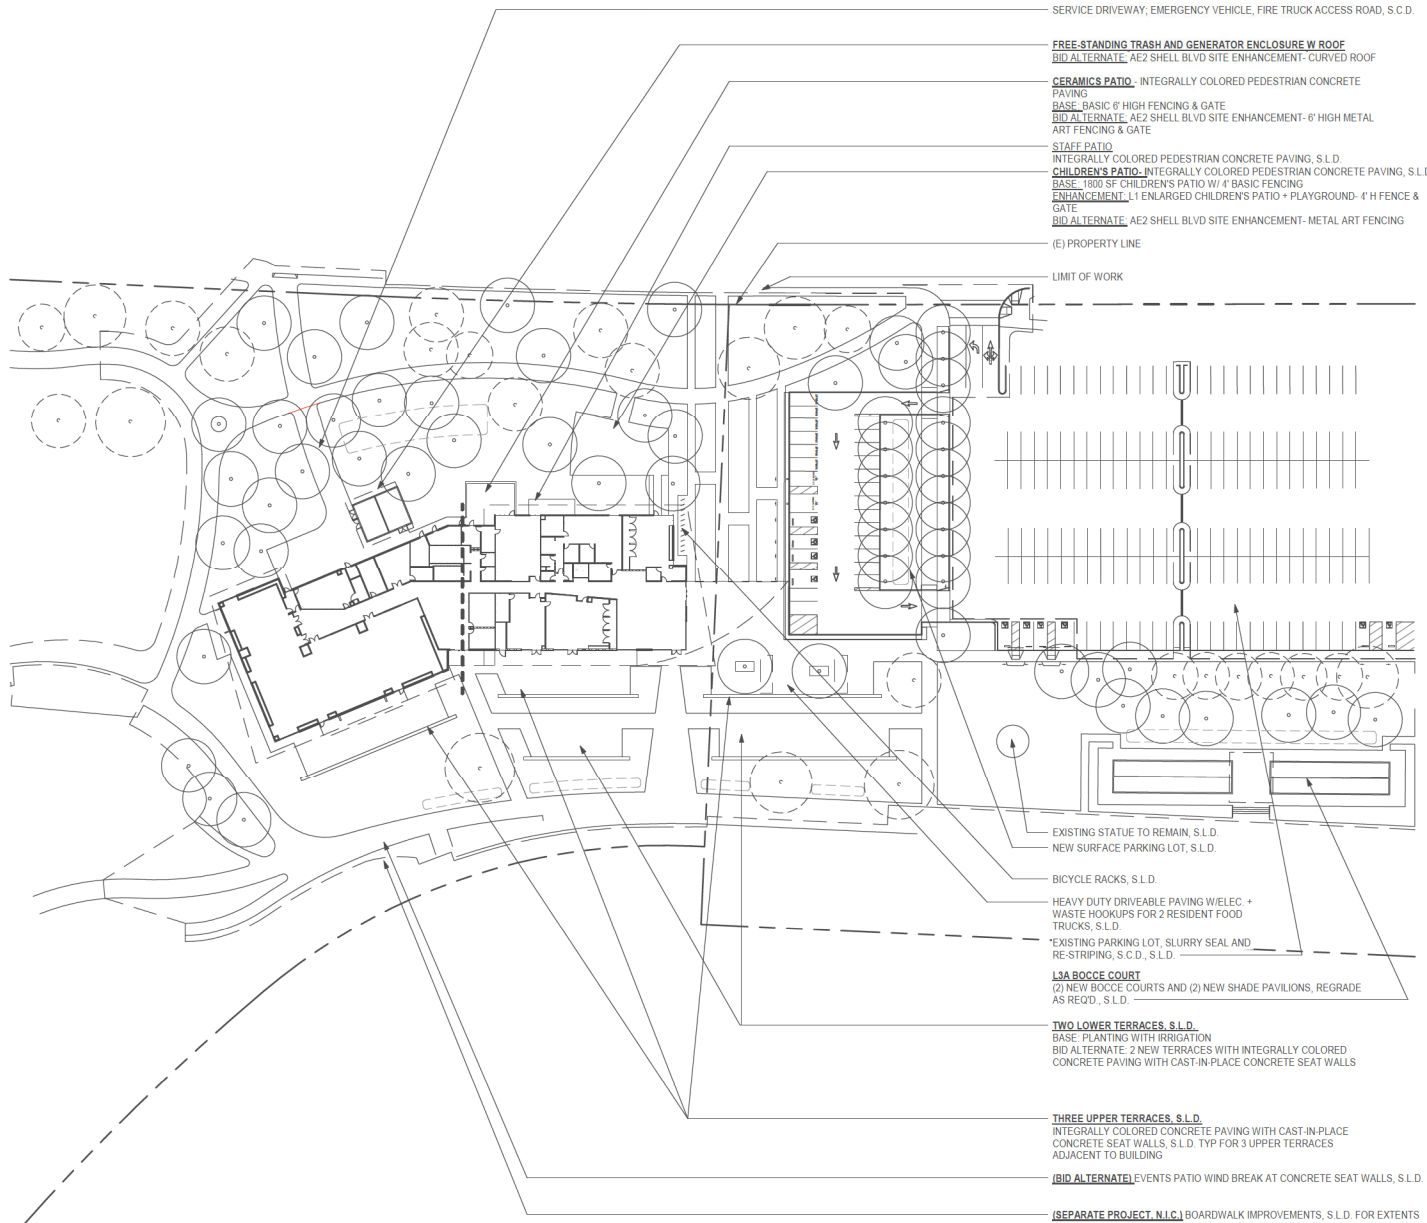 SERVICE DRIVEWAY; EMERGENCY VEHICLE, FIRE TRUCK ACCESS ROAD, S.C.D.
FREE-STANDING TRASH AND GENERATOR ENCLOSURE W ROOF
BID ALTERNATE: AE2 SHELL BLVD SITE ENHANCEMENT- CURVED ROOF
CERAMICS PATIO - INTEGRALLY COLORED PEDESTRIAN CONCRETE
PAVING
BASE: BASIC 6' HIGH FENCING & GATE
BID ALTERNATE: AE2 SHELL BLVD SITE ENHANCEMENT- 6' HIGH METAL
ART FENCING & GATE
STAFF PATIO
INTEGRALLY COLORED PEDESTRIAN CONCRETE PAVING, S.L.D.
CHILDREN'S PATIO- INTEGRALLY COLORED PEDESTRIAN CONCRETE PAVING, S.L.D
BASE: 1800 SF CHILDREN'S PATIO W/ 4' BASIC FENCING
ENHANCEMENT: L1 ENLARGED CHILDREN'S PATIO + PLAYGROUND- 4' H FENCE &
GATE
BID ALTERNATE: AE2 SHELL BLVD SITE ENHANCEMENT- METAL ART FENCING
(E) PROPERTY LINE
LIMIT OF WORK
EXISTING STATUE TO REMAIN, S.L.D.
NEW SURFACE PARKING LOT, S.L.D.
BICYCLE RACKS, S.L.D.
HEAVY DUTY DRIVEABLE PAVING W/ELEC. +
WASTE HOOKUPS FOR 2 RESIDENT FOOD
TRUCKS, S.L.D.
EXISTING PARKING LOT, SLURRY SEAL AND
RE-STRIPING, S.C.D., S.L.D.
L3A BOCCE COURT
(2) NEW BOCCE COURTS AND (2) NEW SHADE PAVILIONS, REGRADE
AS REQ'D., S.L.D.
TWO LOWER TERRACES, S.L.D.
BASE: PLANTING WITH IRRIGATION
BID ALTERNATE: 2 NEW TERRACES WITH INTEGRALLY COLORED
CONCRETE PAVING WITH CAST-IN-PLACE CONCRETE SEAT WALLS
THREE UPPER TERRACES, S.L.D.
INTEGRALLY COLORED CONCRETE PAVING WITH CAST-IN-PLACE
CONCRETE SEAT WALLS, S.L.D. TYP FOR 3 UPPER TERRACES
ADJACENT TO BUILDING
(BID ALTERNATE) EVENTS PATIO WIND BREAK AT CONCRETE SEAT WALLS, S.L.D.
(SEPARATE PROJECT, N.I.C.) BOARDWALK IMPROVEMENTS, S.L.D. FOR EXTENTS